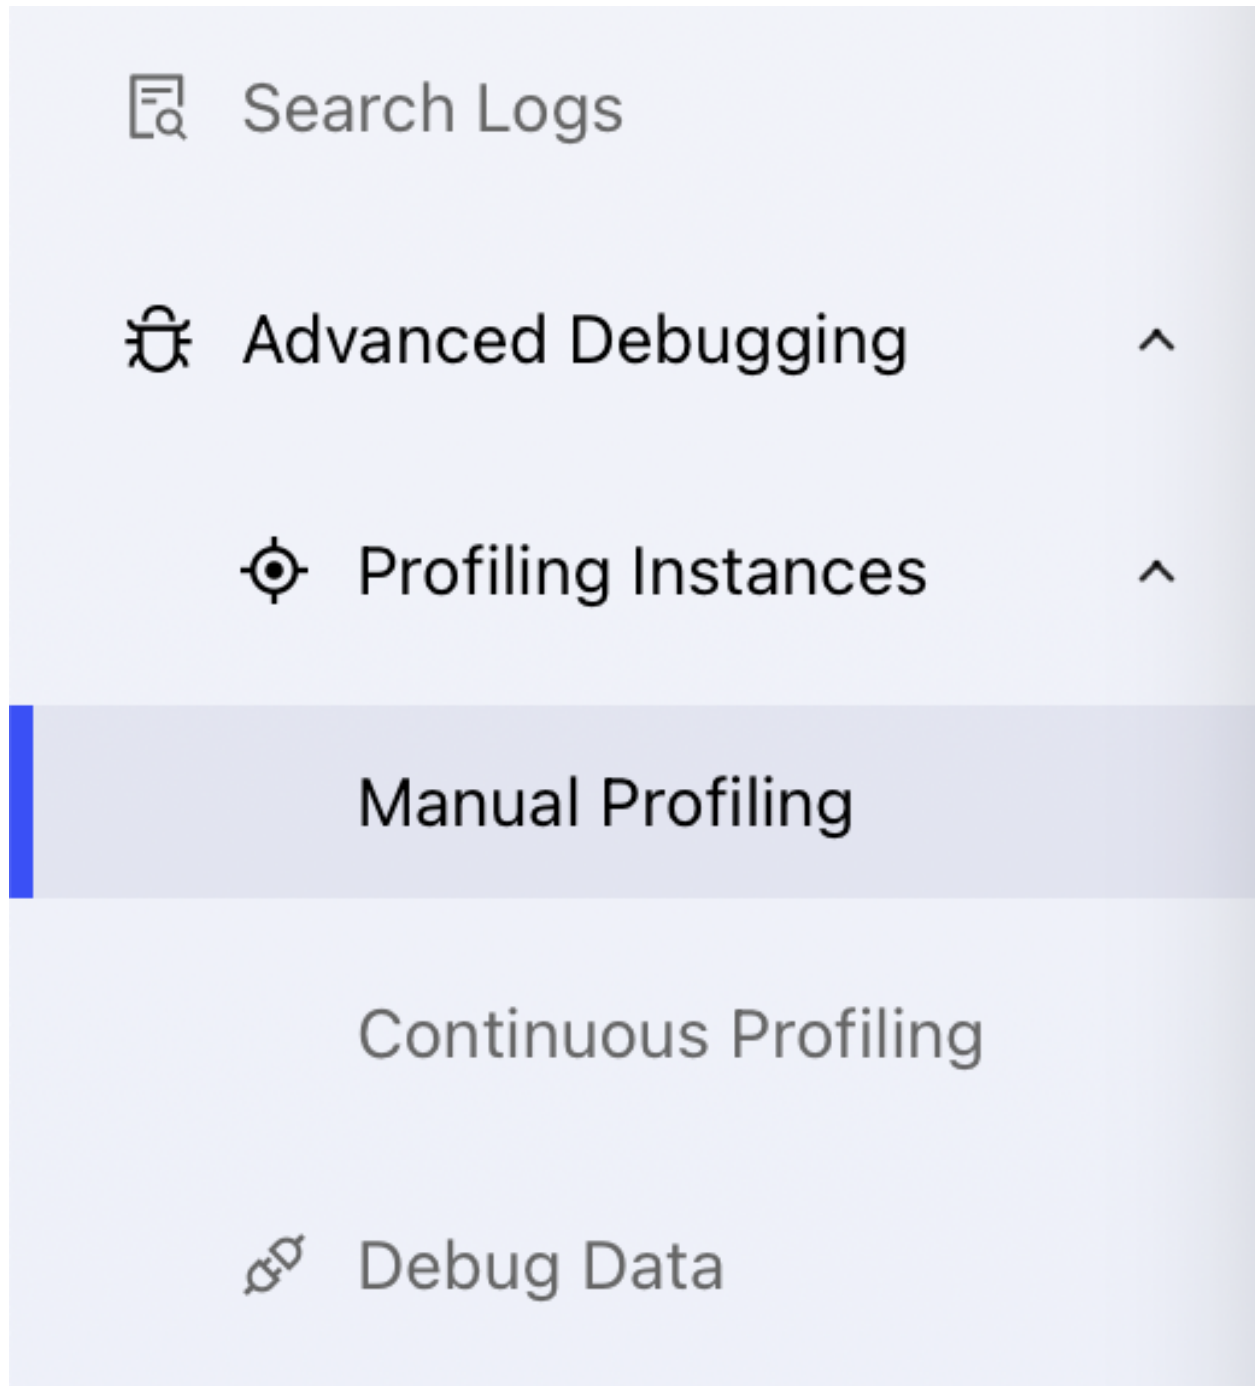 Search Logs
Advanced Debugging
Profiling Instances
Manual Profiling
Continuous Profiling
Debug Data